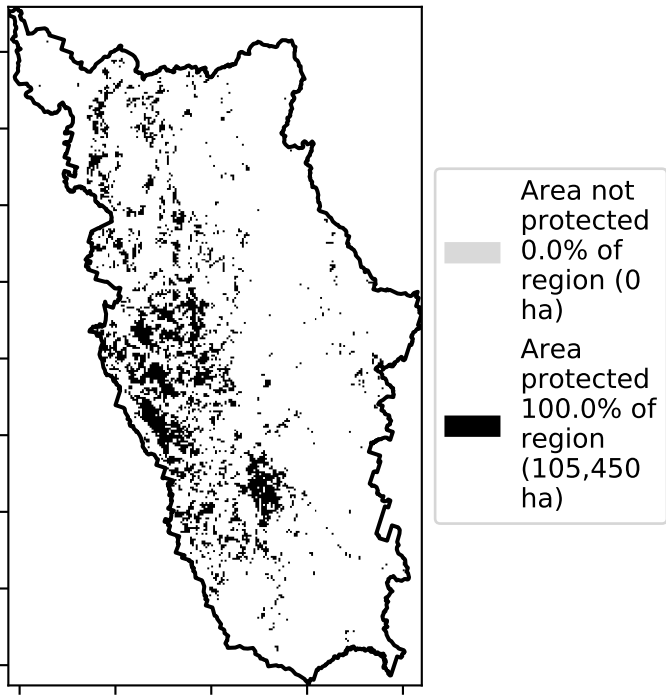 Area not
protected
0.0% of
region (0
ha)
Area
protected
100.0% of
region
(105,450
ha)